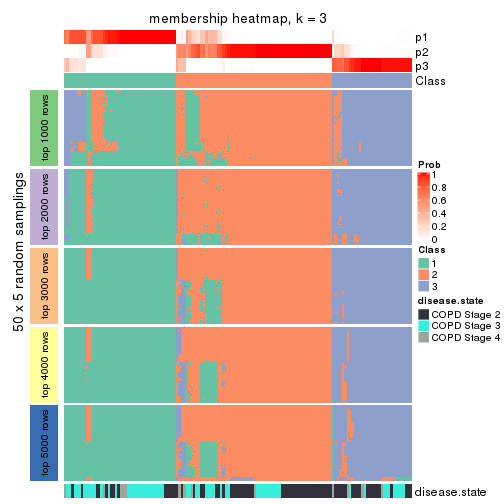 membership heatmap, k = 3
p1
p2
p3
Class
50 x 5 random samplings
top 1000 rows
top 2000 rows
top 3000 rows
top 4000 rows
top 5000 rows
Prob
1
0.8
0.6
0.4
0.2
0
Class
1
2
3
disease.state
COPD Stage 2
COPD Stage 3
COPD Stage 4
disease.state